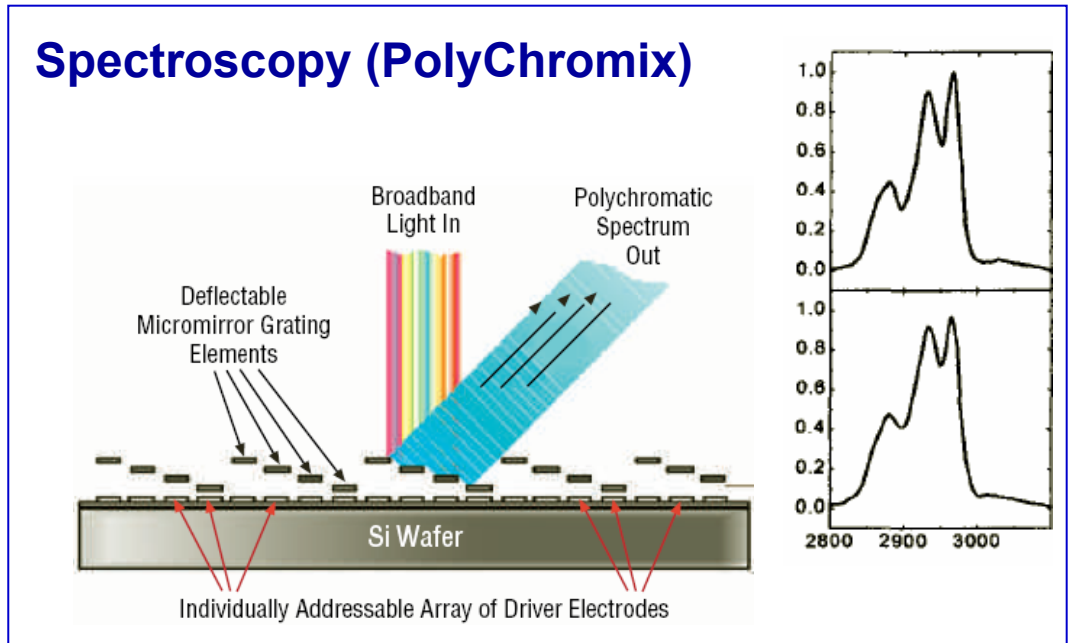 Spectroscopy (PolyChromix)
Broadband
Light In
Polychromatic
Spectrum
Out
Deflectable
Micromirror Grating
Elements
Si Wafer
Individually Addressable Array of Driver Electrodes
1.0
0.8
0.6
0.4
0.2
0.0
1.0
0.8
0.6
0.4
0.2
0.0
2800 2900 3000